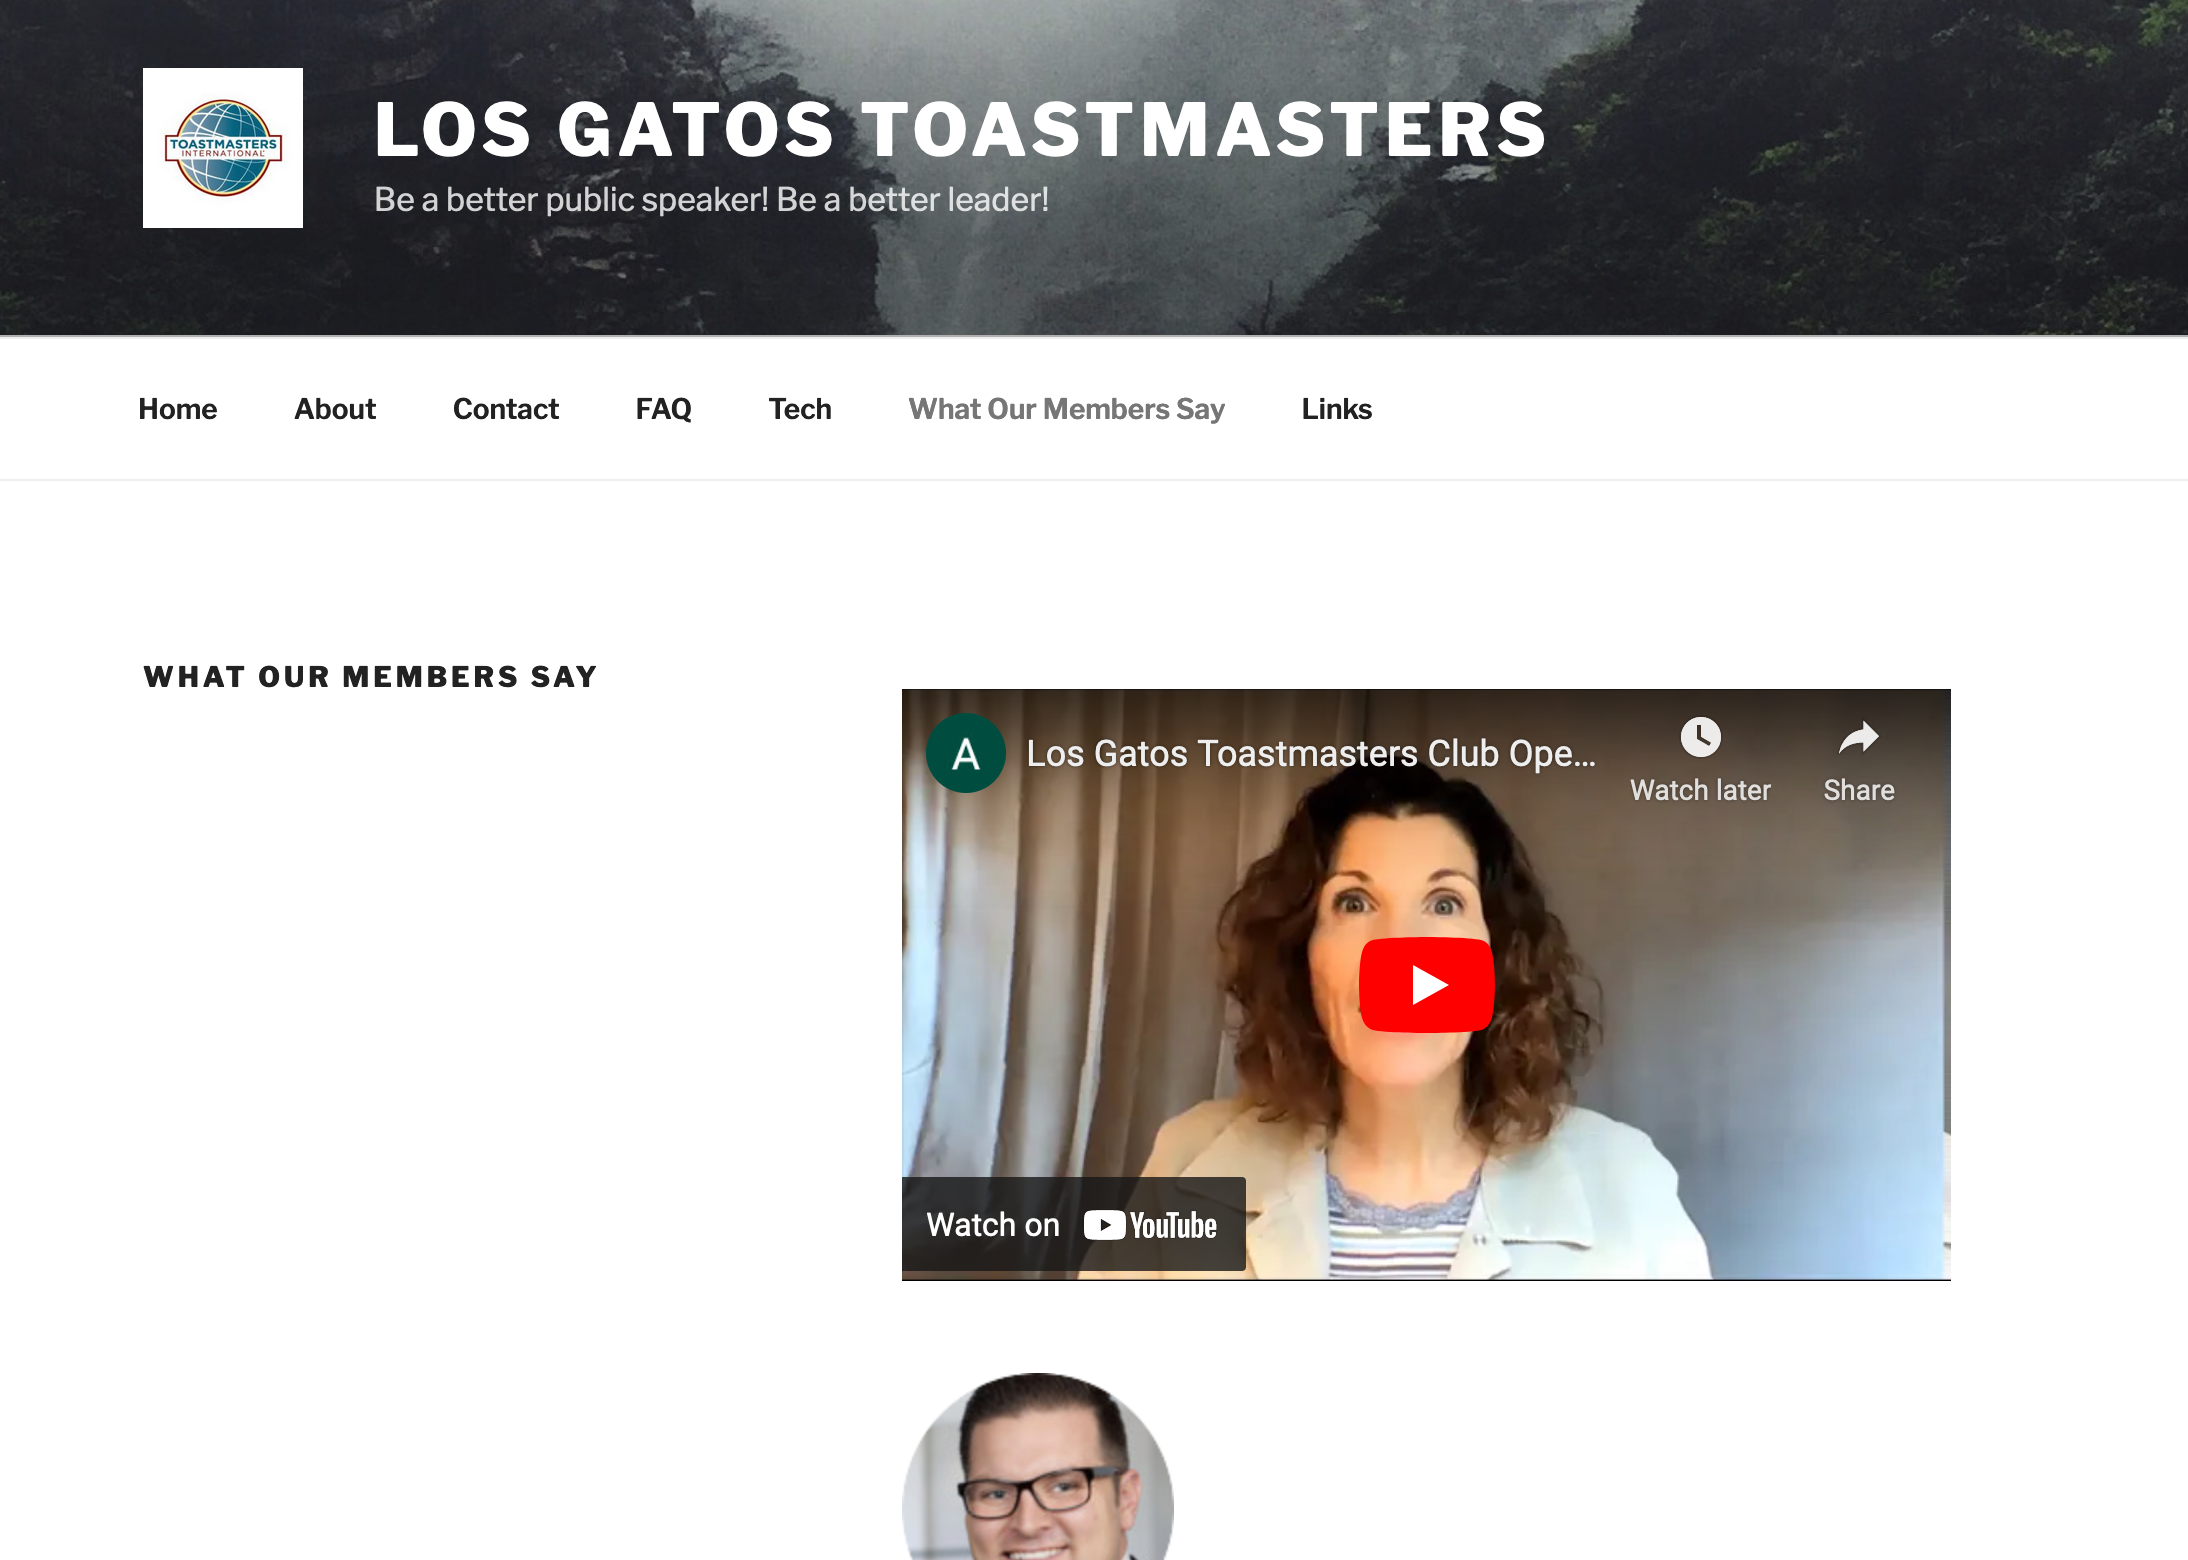 TOASTMASTERS
INTERNATIONAL
LOS GATOS TOASTMASTERS
Be a better public speaker! Be a better leader!
Home
About
Contact
FAQ
Tech
What Our Members Say
Links
WHAT OUR MEMBERS SAY
A
Los Gatos Toastmasters Club Ope...
Watch later
Share
Watch on YouTube